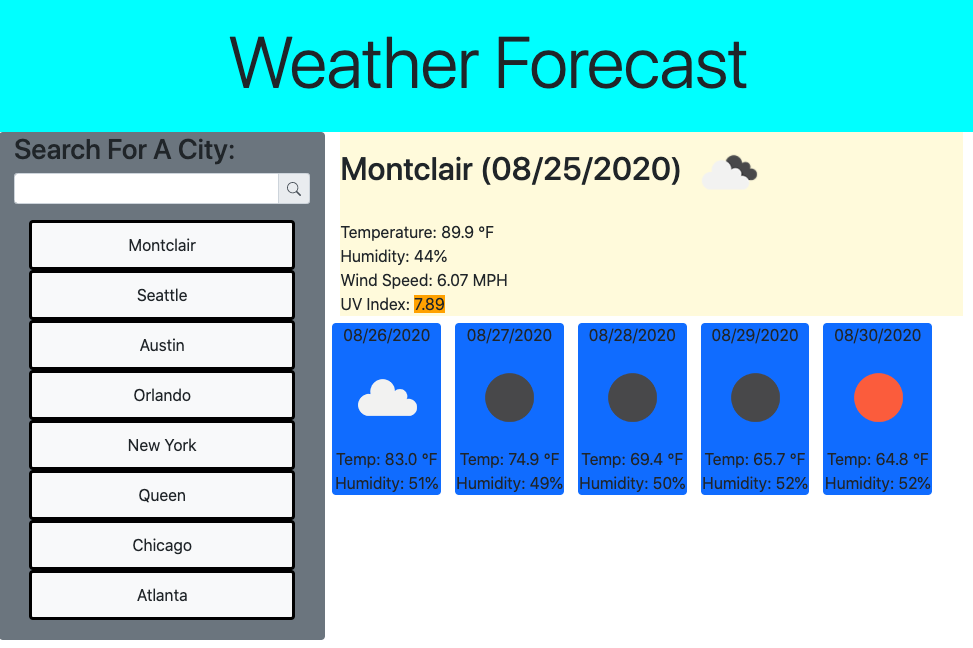 Weather Forecast
Search For A City:
Montclair
Seattle
Austin
Orlando
New York
Queen
Chicago
Atlanta
Montclair (08/25/2020)
Temperature: 89.9 °F
Humidity: 44%
Wind Speed: 6.07 MPH
UV Index: 7.89
08/26/2020
Temp: 83.0 °F
Humidity: 51%
08/27/2020
Temp: 74.9 °F
Humidity: 49%
08/28/2020
Temp: 69.4 °F
Humidity: 50%
08/29/2020
Temp: 65.7 °F
Humidity: 52%
08/30/2020
Temp: 64.8 °F
Humidity: 52%